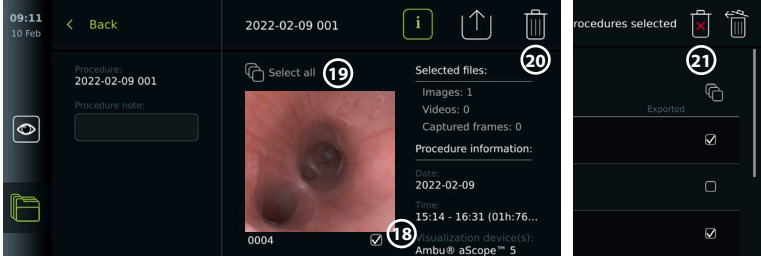 09:11
10 Feb
Back
2022-02-09 001
i
rocedures selected
20
21
Procedure:
2022-02-09 001
Procedure note:
Select all
19
Selected files:
Images: 1
Videos: 0
Captured frames: 0
Procedure information:
Date:
2022-02-09
Time:
15:14 - 16:31 (01h:76...
Visualization device(s):
Ambu® aScope™ 5
0004
18
Exported